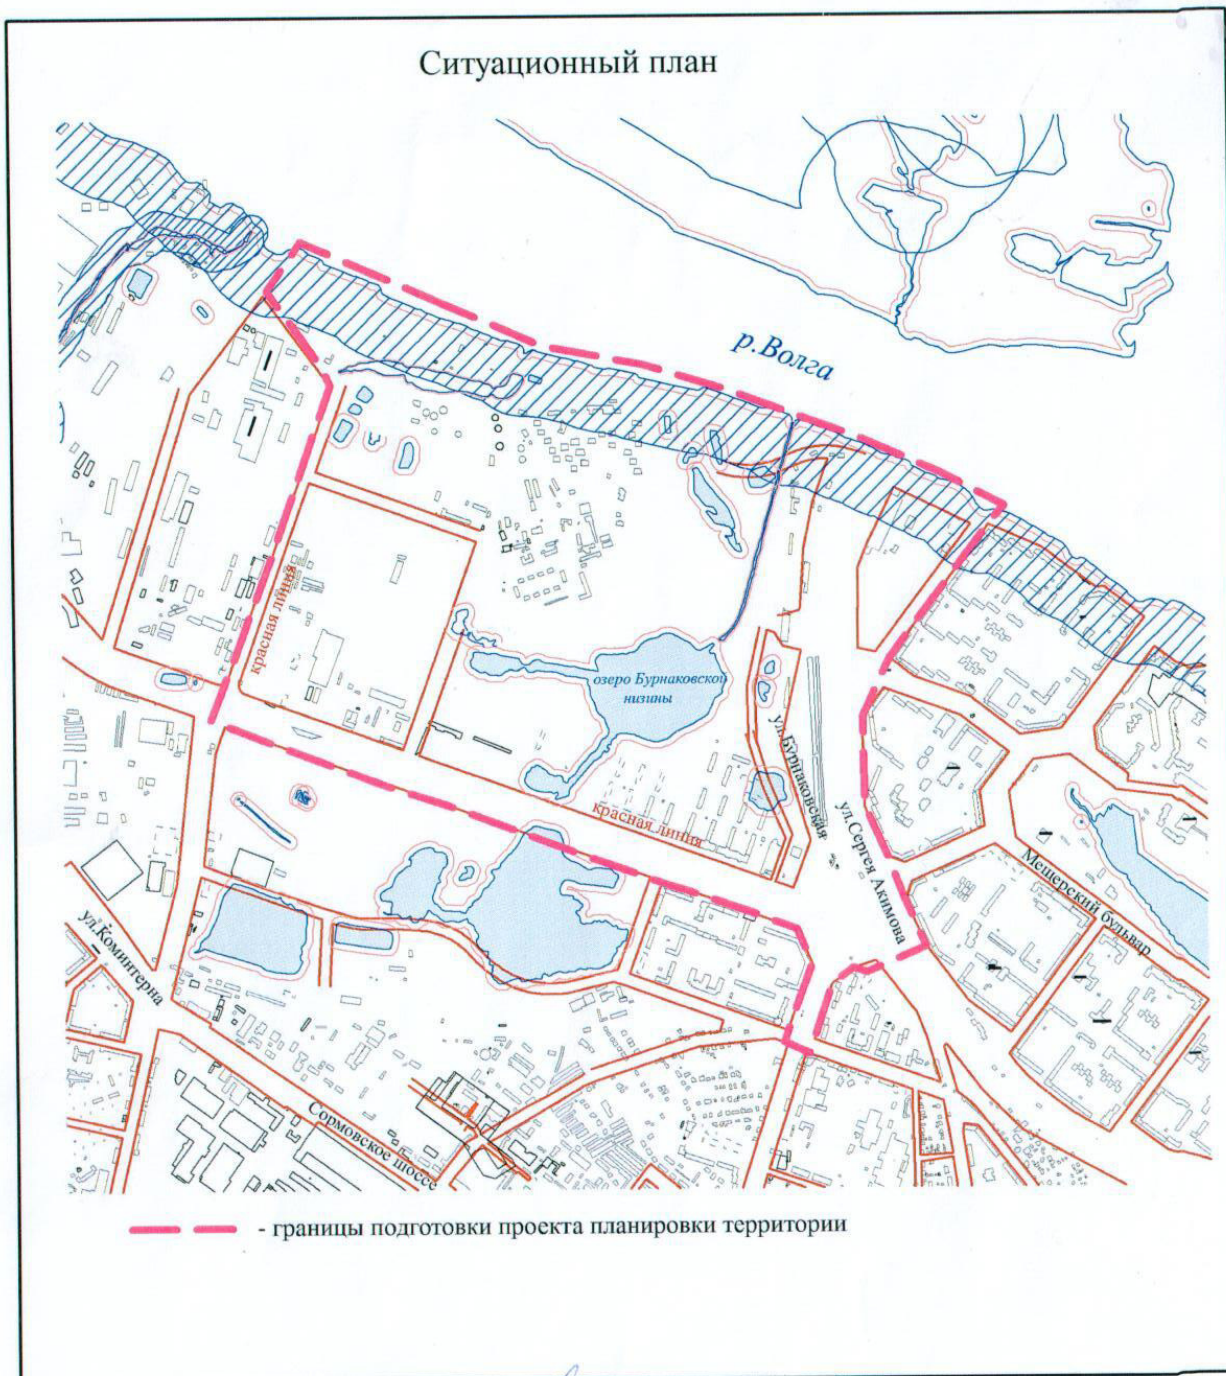 Ситуационный план
р.Волга
красная линия
озеро Бурнаковской
низины
ул.Бурнаковская
красная линия
ул.Сергея Акимова
Мещерский бульвар
ул.Коминтерна
Сормовское шоссе
- границы подготовки проекта планировки территории